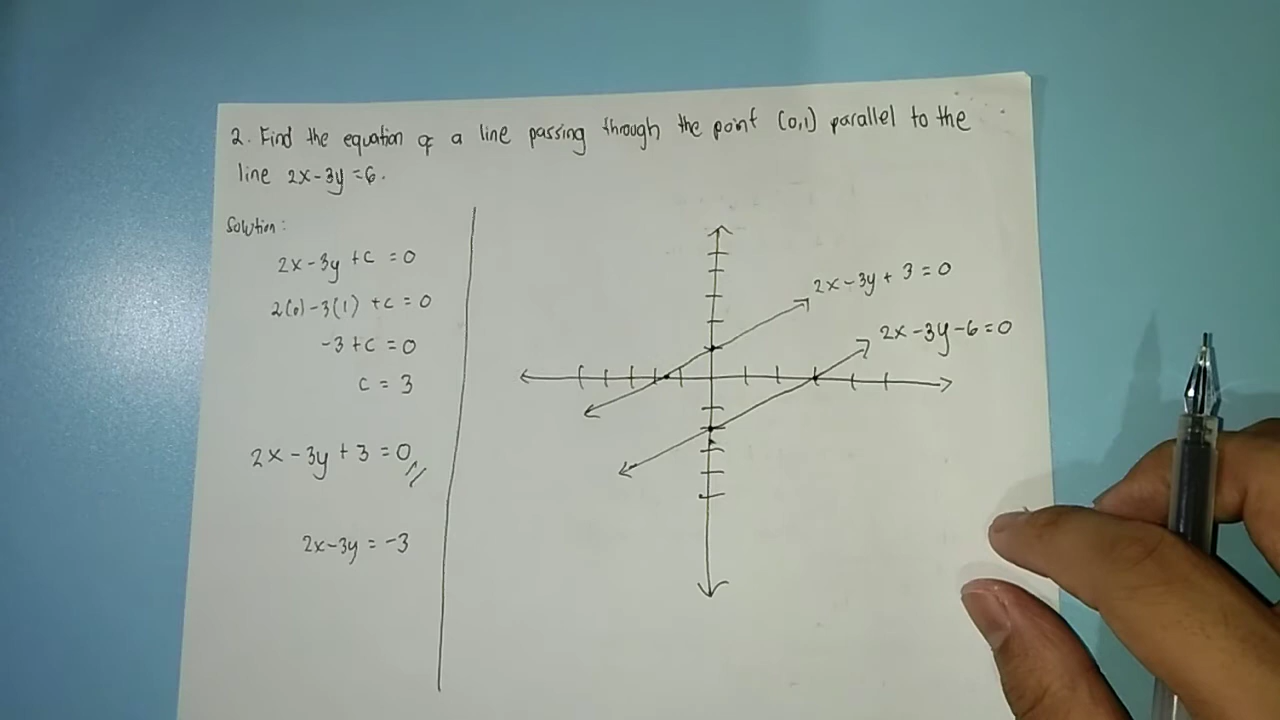 2. Find the equation of a line passing through the point (0,1) parallel to the
line 2x-3y=6.
Solution:
2x-3y+c=0
2(0)-3(1)+c=0
-3+c=0
c=3
2x-3y+3=0
2x-3y=-3
2x-3y+3=0
2x-3y-6=0